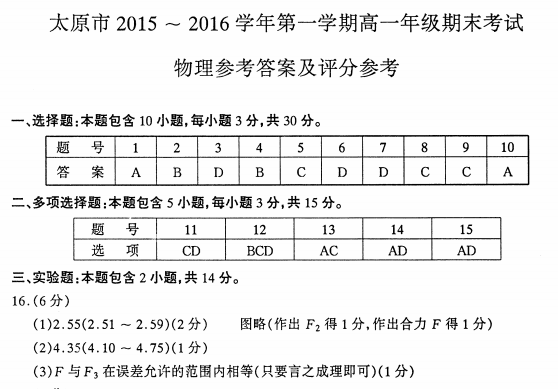 太原市 2015 ~ 2016 学年第一学期高一年级期末考试
物理参考答案及评分参考
一、选择题:本题包含 10 小题,每小题 3 分,共 30 分。
题 号 1 2 3 4 5 6 7 8 9 10
答 案 A B D B C D D C C A
二、多项选择题:本题包含 5 小题,每小题 3 分,共 15 分。
题 号 11 12 13 14 15
选 项 CD BCD AC AD AD
三、实验题:本题包含 2 小题,共 14 分。
16.(6 分)
(1)2.55(2.51 ~ 2.59)(2 分) 图略(作出 F₂ 得 1 分,作出合力 F 得 1 分)
(2)4.35(4.10 ~ 4.75)(1 分)
(3)F 与 F₃ 在误差允许的范围内相等(只要言之成理即可)(1 分)